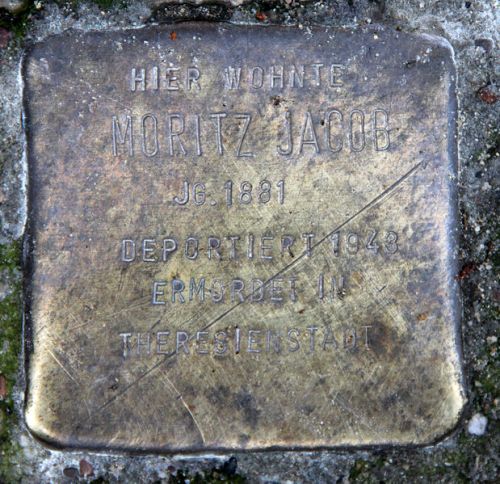 HIER WOHNTE
MORITZ JACOB
JG. 1881
DEPORTIERT 1943
ERMORDET IN
THERESIENSTADT